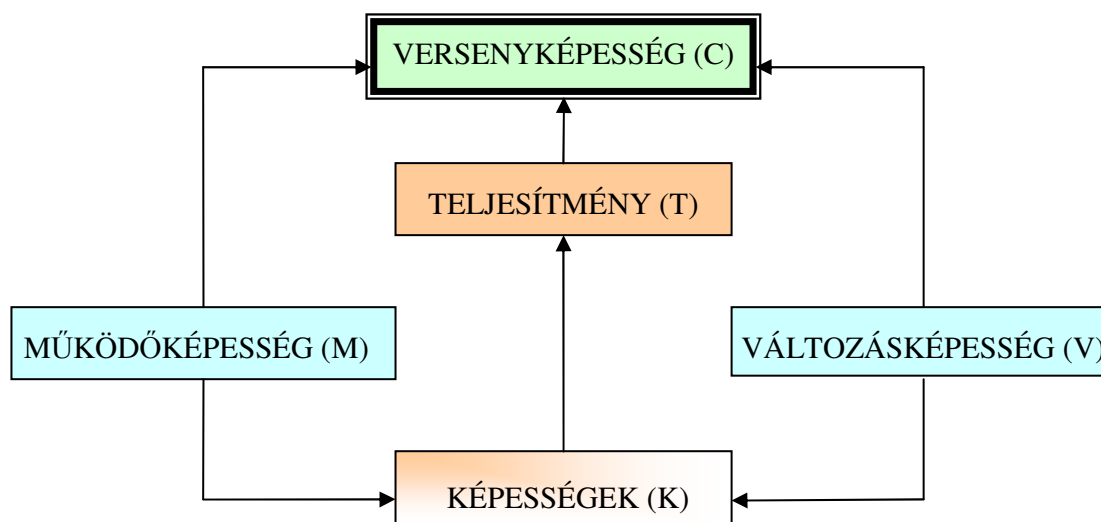 VERSENYKÉPESSÉG (C)
TELJESÍTMÉNY (T)
MŰKÖDŐKÉPESSÉG (M)
VÁLTOZÁSKÉPESSÉG (V)
KÉPESSÉGEK (K)